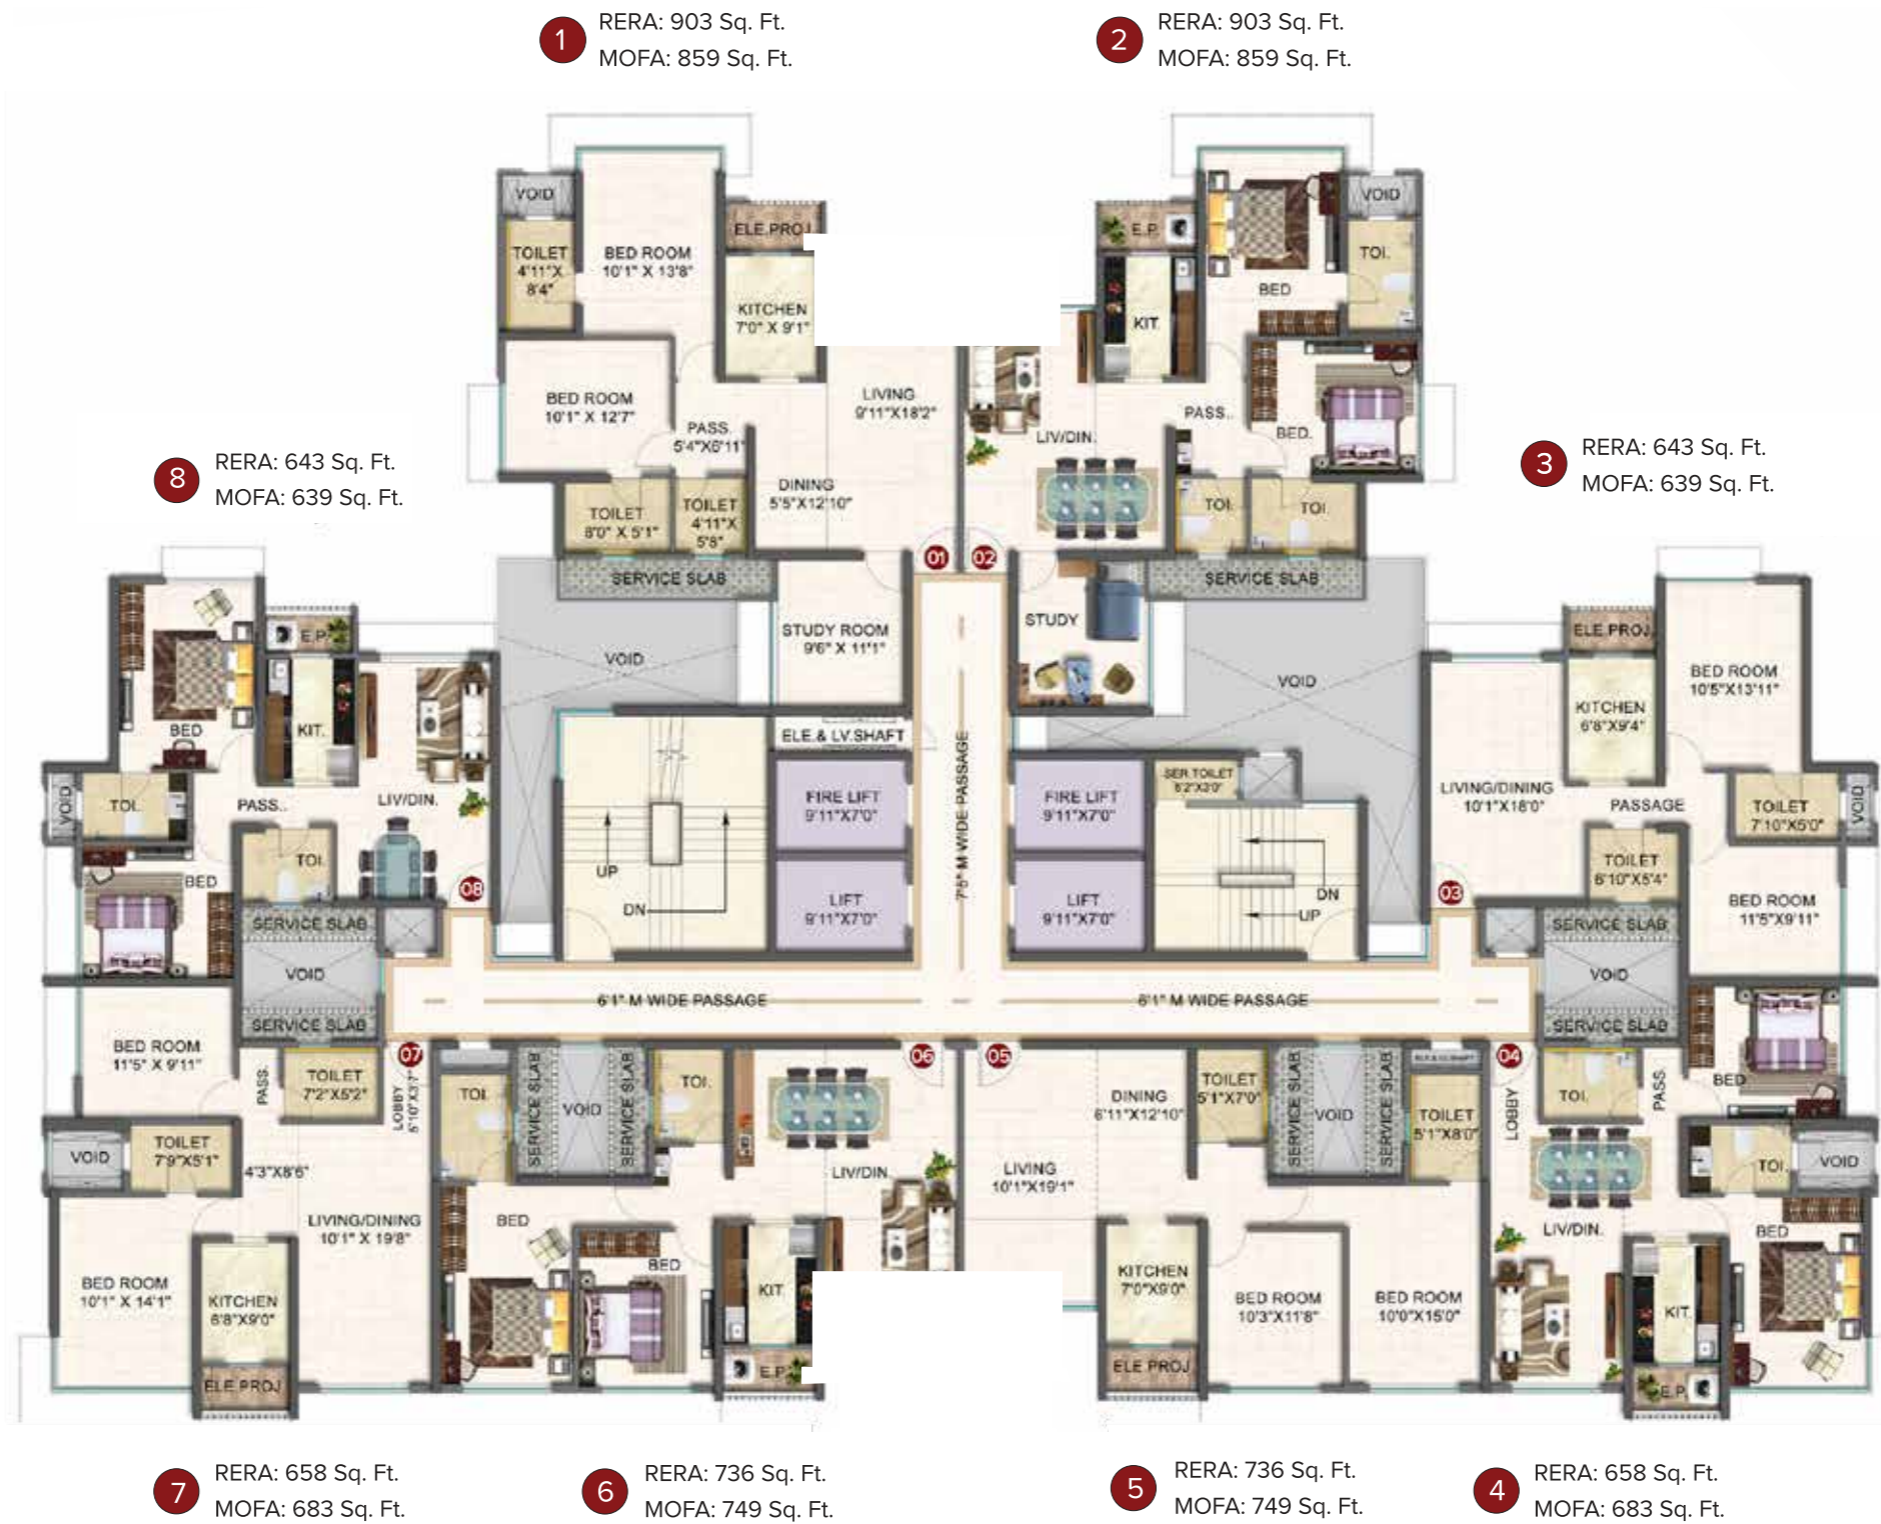 1
RERA: 903 Sq. Ft.
MOFA: 859 Sq. Ft.
2
RERA: 903 Sq. Ft.
MOFA: 859 Sq. Ft.
VOID
TOILET
4'11"X
8'4"
BED ROOM
10'1" X 13'8"
ELE.PROJ
KITCHEN
7'0" X 9'1"
BED ROOM
10'1" X 12'7"
PASS.
5'4"X6'11"
LIVING
9'11"X18'2"
DINING
5'5"X12'10"
TOILET
8'0" X 5'1"
TOILET
4'11"X
5'8"
SERVICE SLAB
STUDY ROOM
9'6" X 11'1"
01
02
E.P.
KIT.
BED
VOID
TOI.
LIV/DIN.
PASS..
BED.
TOI.
TOI.
SERVICE SLAB
STUDY
VOID
8
RERA: 643 Sq. Ft.
MOFA: 639 Sq. Ft.
3
RERA: 643 Sq. Ft.
MOFA: 639 Sq. Ft.
E.P.
BED
KIT.
VOID
TOI.
PASS..
LIV/DIN.
TOI.
BED
08
SERVICE SLAB
VOID
SERVICE SLAB
VOID
UP
DN
ELE.& LV.SHAFT
FIRE LIFT
9'11"X7'0"
LIFT
9'11"X7'0"
7'5" M WIDE PASSAGE
FIRE LIFT
9'11"X7'0"
LIFT
9'11"X7'0"
SER.TOILET
6'2"X3'0"
DN
UP
ELE.PROJ.
BED ROOM
10'5"X13'11"
KITCHEN
6'8"X9'4"
LIVING/DINING
10'1"X18'0"
PASSAGE
TOILET
7'10"X5'0"
VOID
TOILET
6'10"X5'4"
03
BED ROOM
11'5"X9'11"
SERVICE SLAB
VOID
SERVICE SLAB
6'1" M WIDE PASSAGE
6'1" M WIDE PASSAGE
BED ROOM
11'5" X 9'11"
PASS.
TOILET
7'2"X5'2"
07
LOBBY
5'10"X3'7"
VOID
TOILET
7'9"X5'1"
4'3"X8'6"
LIVING/DINING
10'1" X 19'8"
BED ROOM
10'1" X 14'1"
KITCHEN
6'8"X9'0"
ELE.PROJ
TOI.
SERVICE SLAB
VOID
SERVICE SLAB
TOI.
06
LIV/DIN.
BED
BED
KIT.
E.P.
05
DINING
6'11"X12'10"
LIVING
10'1"X19'1"
TOILET
5'1"X7'0"
SERVICE SLAB
VOID
SERVICE SLAB
TOILET
5'1"X8'0"
KITCHEN
7'0"X9'0"
ELE PROJ.
BED ROOM
10'3"X11'8"
BED ROOM
10'0"X15'0"
04
LOBBY
TOI.
PASS.
BED
TOI.
VOID
LIV/DIN.
BED
KIT.
E.P.
7
RERA: 658 Sq. Ft.
MOFA: 683 Sq. Ft.
6
RERA: 736 Sq. Ft.
MOFA: 749 Sq. Ft.
5
RERA: 736 Sq. Ft.
MOFA: 749 Sq. Ft.
4
RERA: 658 Sq. Ft.
MOFA: 683 Sq. Ft.